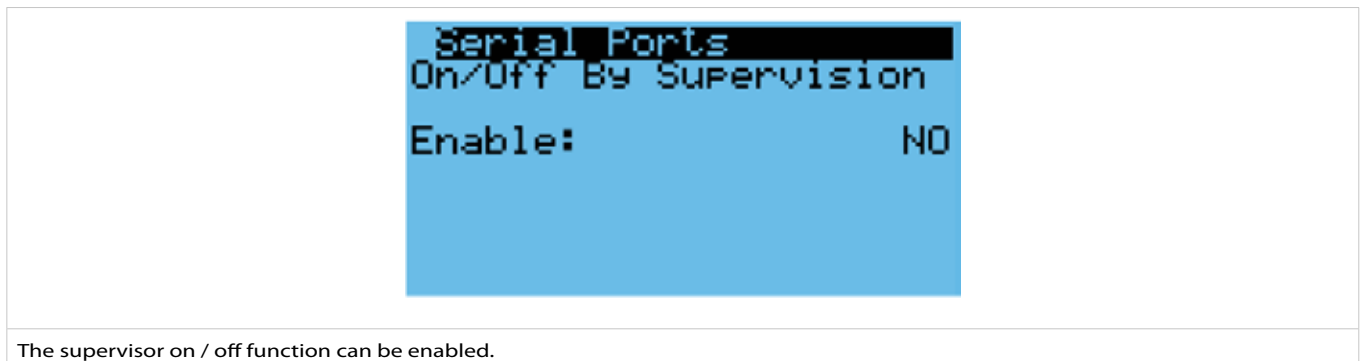 Serial Ports
On/Off By Supervision
Enable: NO
The supervisor on / off function can be enabled.